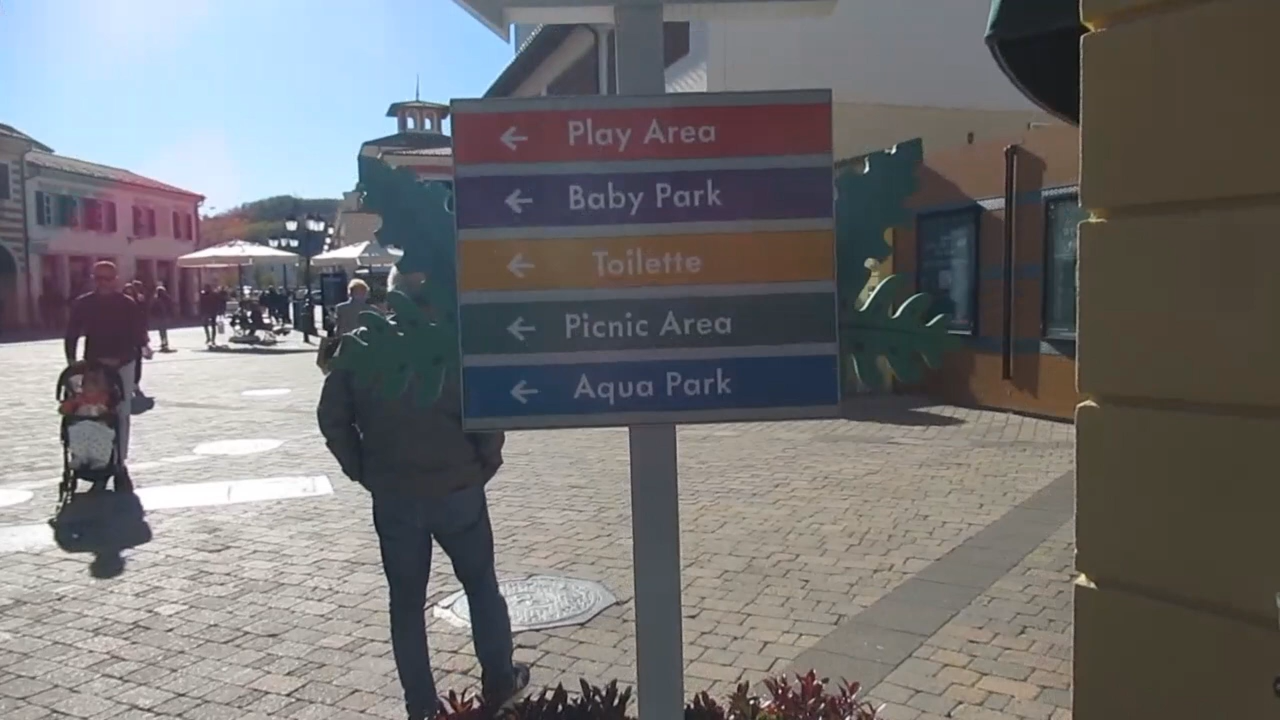 ← Play Area
← Baby Park
← Toilette
← Picnic Area
← Aqua Park